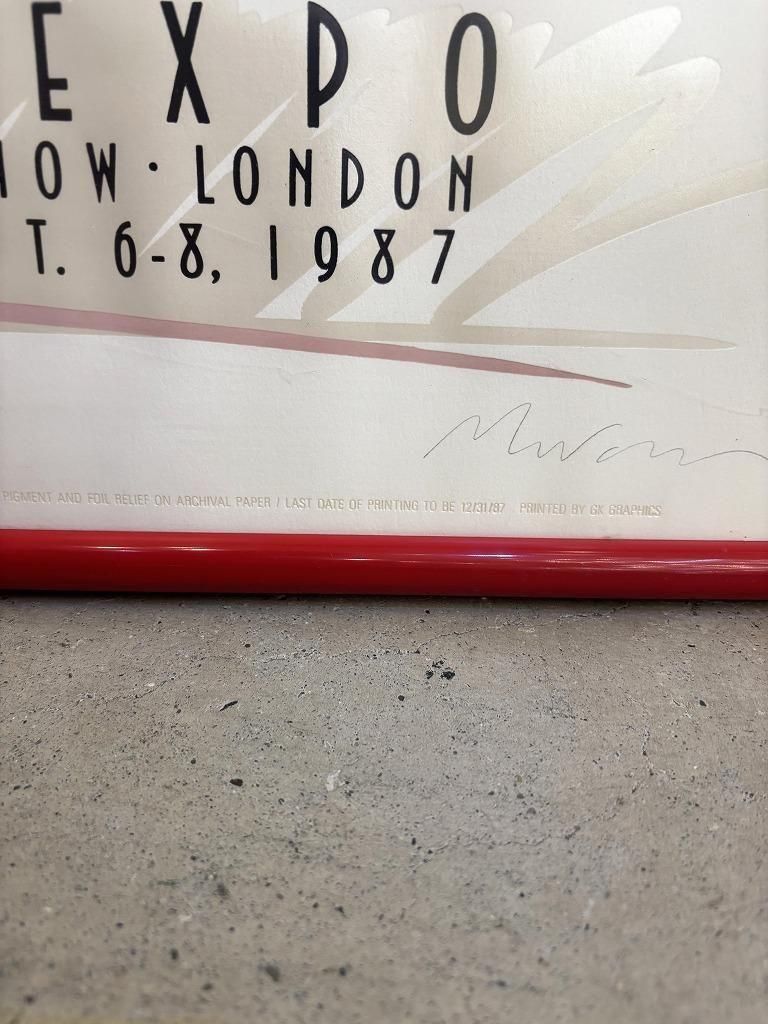 EXPO
OW · LONDON
T. 6-8, 1987
PIGMENT AND FOIL RELIEF ON ARCHIVAL PAPER / LAST DATE OF PRINTING TO BE 12/31/87 . PRINTED BY GK GRAPHICS